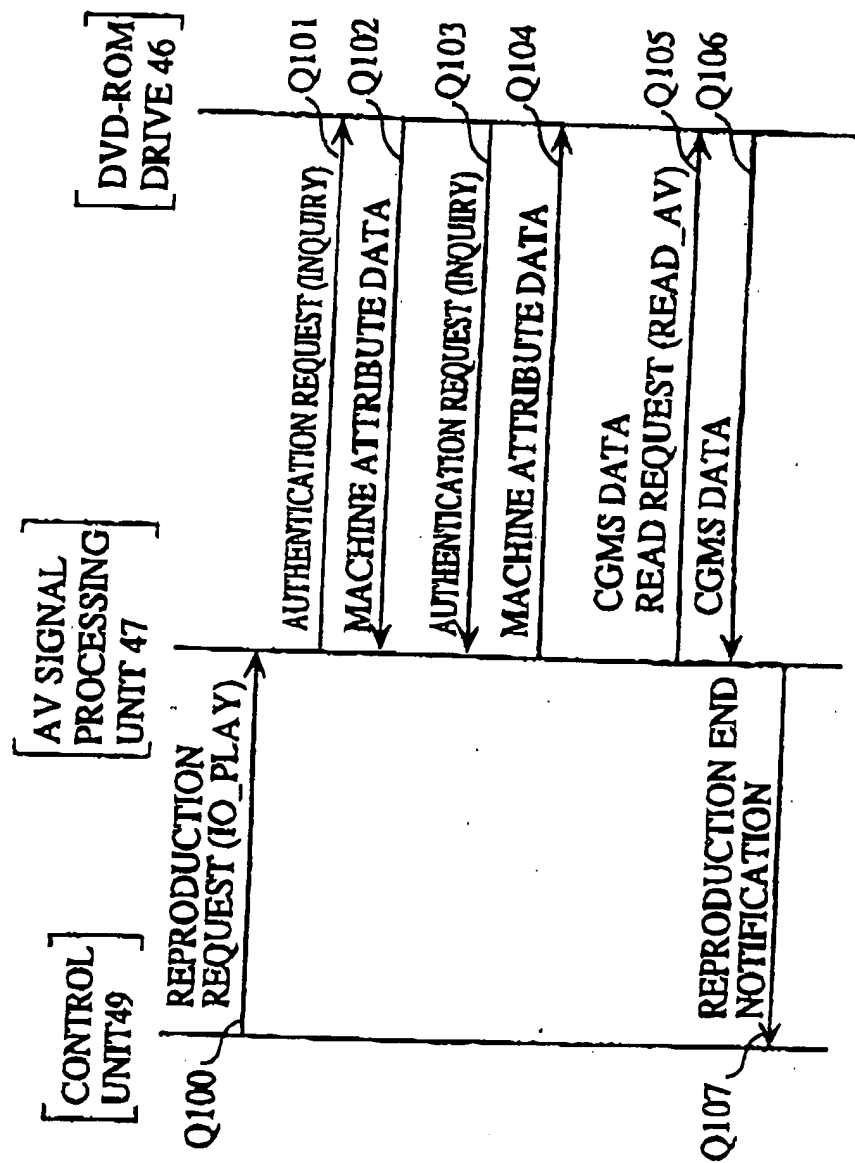 CONTROL
UNIT49
AV SIGNAL
PROCESSING
UNIT 47
DVD-ROM
DRIVE 46
Q100
REPRODUCTION
REQUEST (IO_PLAY)
AUTHENTICATION REQUEST (INQUIRY)
Q101
MACHINE ATTRIBUTE DATA
Q102
AUTHENTICATION REQUEST (INQUIRY)
Q103
MACHINE ATTRIBUTE DATA
Q104
CGMS DATA
READ REQUEST (READ_AV)
Q105
CGMS DATA
Q106
REPRODUCTION END
NOTIFICATION
Q107